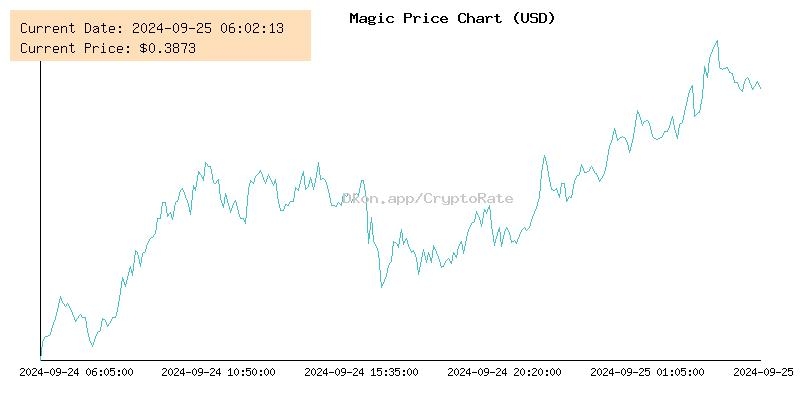 Magic Price Chart (USD)
Current Date: 2024-09-25 06:02:13
Current Price: $0.3873
Dkon.app/CryptoRate
2024-09-24 06:05:00 2024-09-24 10:50:00 2024-09-24 15:35:00 2024-09-24 20:20:00 2024-09-25 01:05:00 2024-09-25